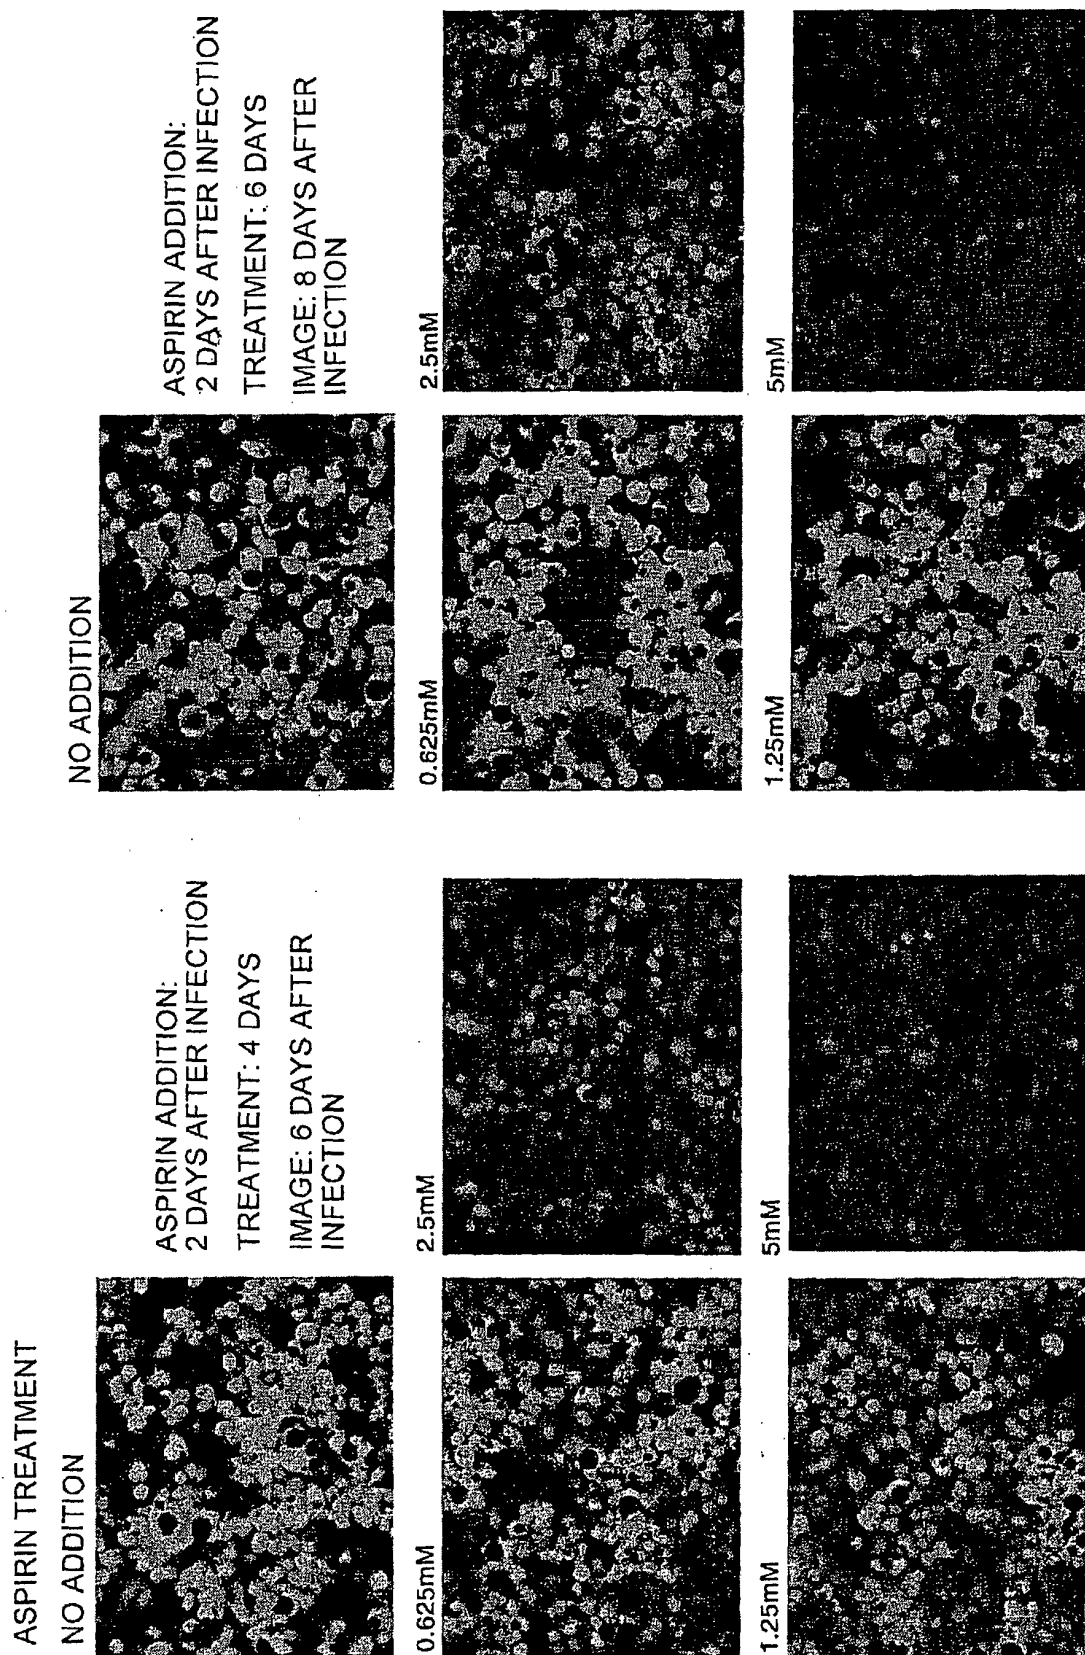 ASPIRIN TREATMENT
NO ADDITION
ASPIRIN ADDITION:
2 DAYS AFTER INFECTION
TREATMENT: 4 DAYS
IMAGE: 6 DAYS AFTER
INFECTION
0.625mM
2.5mM
1.25mM
5mM
NO ADDITION
ASPIRIN ADDITION:
2 DAYS AFTER INFECTION
TREATMENT: 6 DAYS
IMAGE: 8 DAYS AFTER
INFECTION
0.625mM
2.5mM
1.25mM
5mM